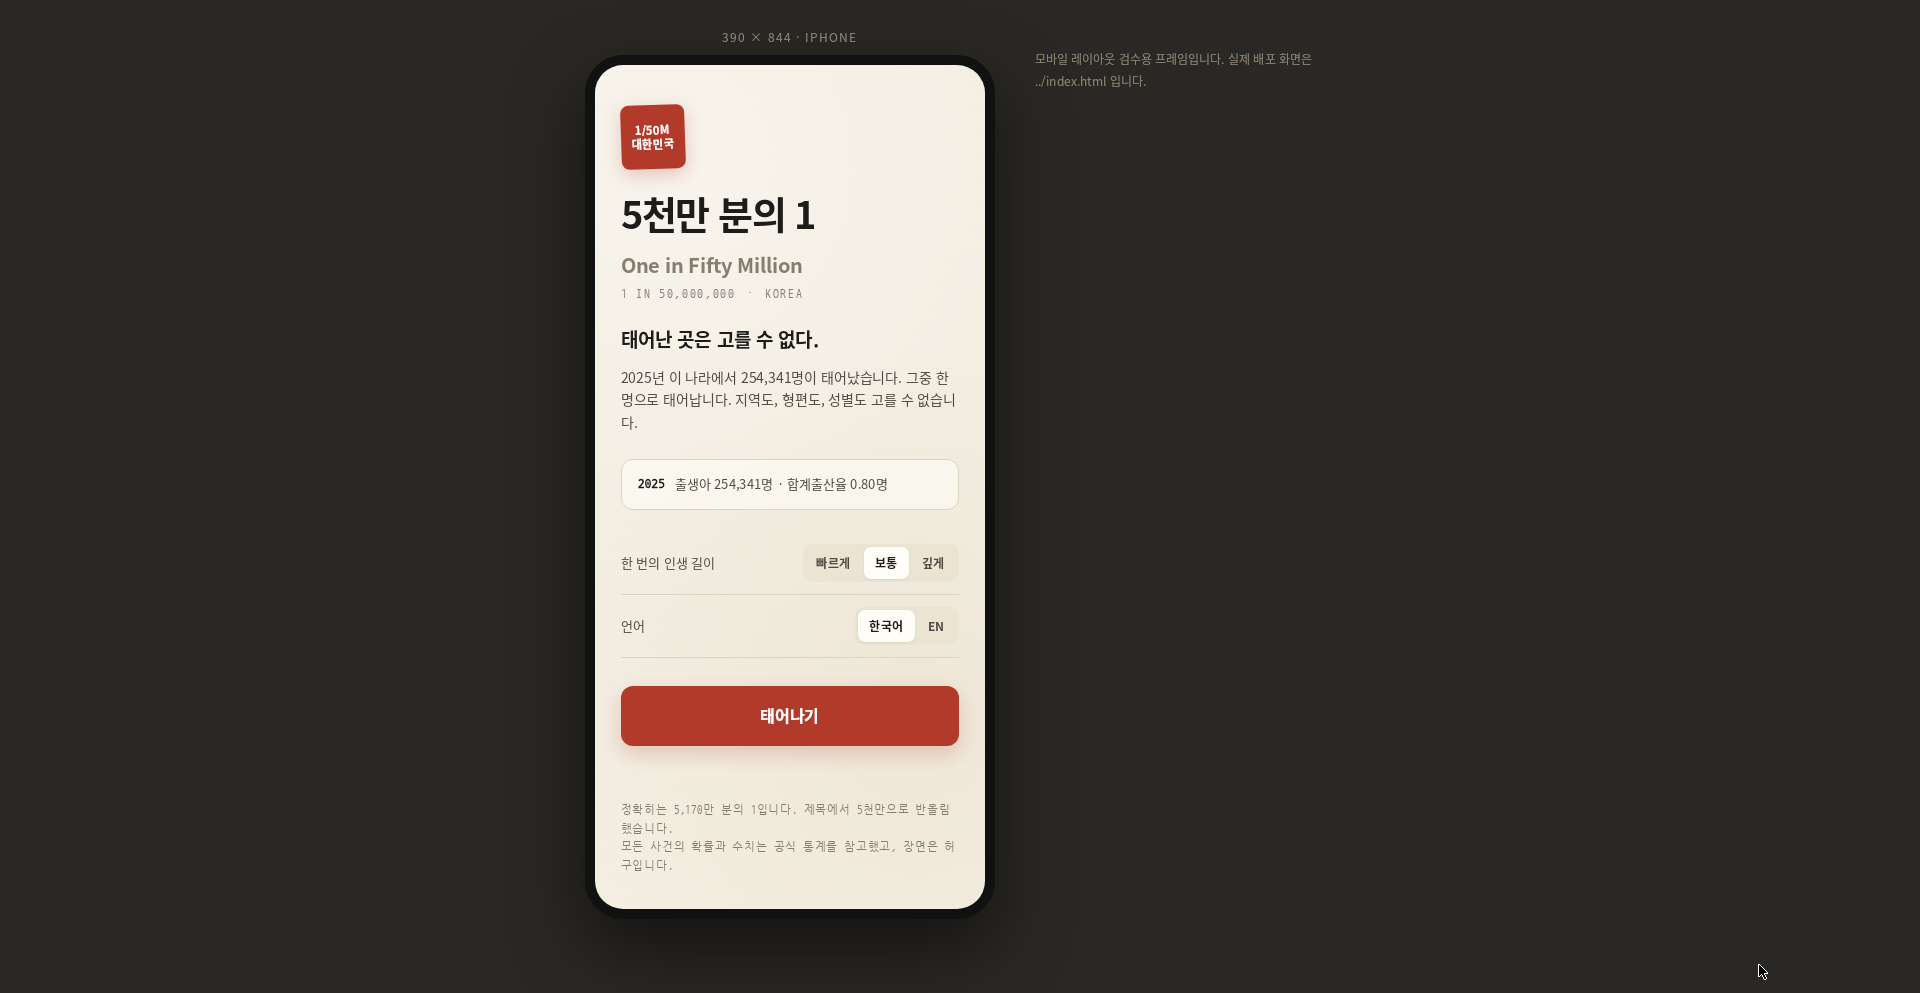 390 × 844 · IPHONE
모바일 레이아웃 검수용 프레임입니다. 실제 배포 화면은
../index.html 입니다.
1/50M
대한민국
5천만 분의 1
One in Fifty Million
1 IN 50,000,000 · KOREA
태어난 곳은 고를 수 없다.
2025년 이 나라에서 254,341명이 태어났습니다. 그중 한
명으로 태어납니다. 지역도, 형편도, 성별도 고를 수 없습니
다.
2025 출생아 254,341명 · 합계출산율 0.80명
한 번의 인생 길이 빠르게 보통 깊게
언어 한국어 EN
태어나기
정확히는 5,170만 분의 1입니다. 제목에서 5천만으로 반올림
했습니다.
모든 사건의 확률과 수치는 공식 통계를 참고했고, 장면은 허
구입니다.